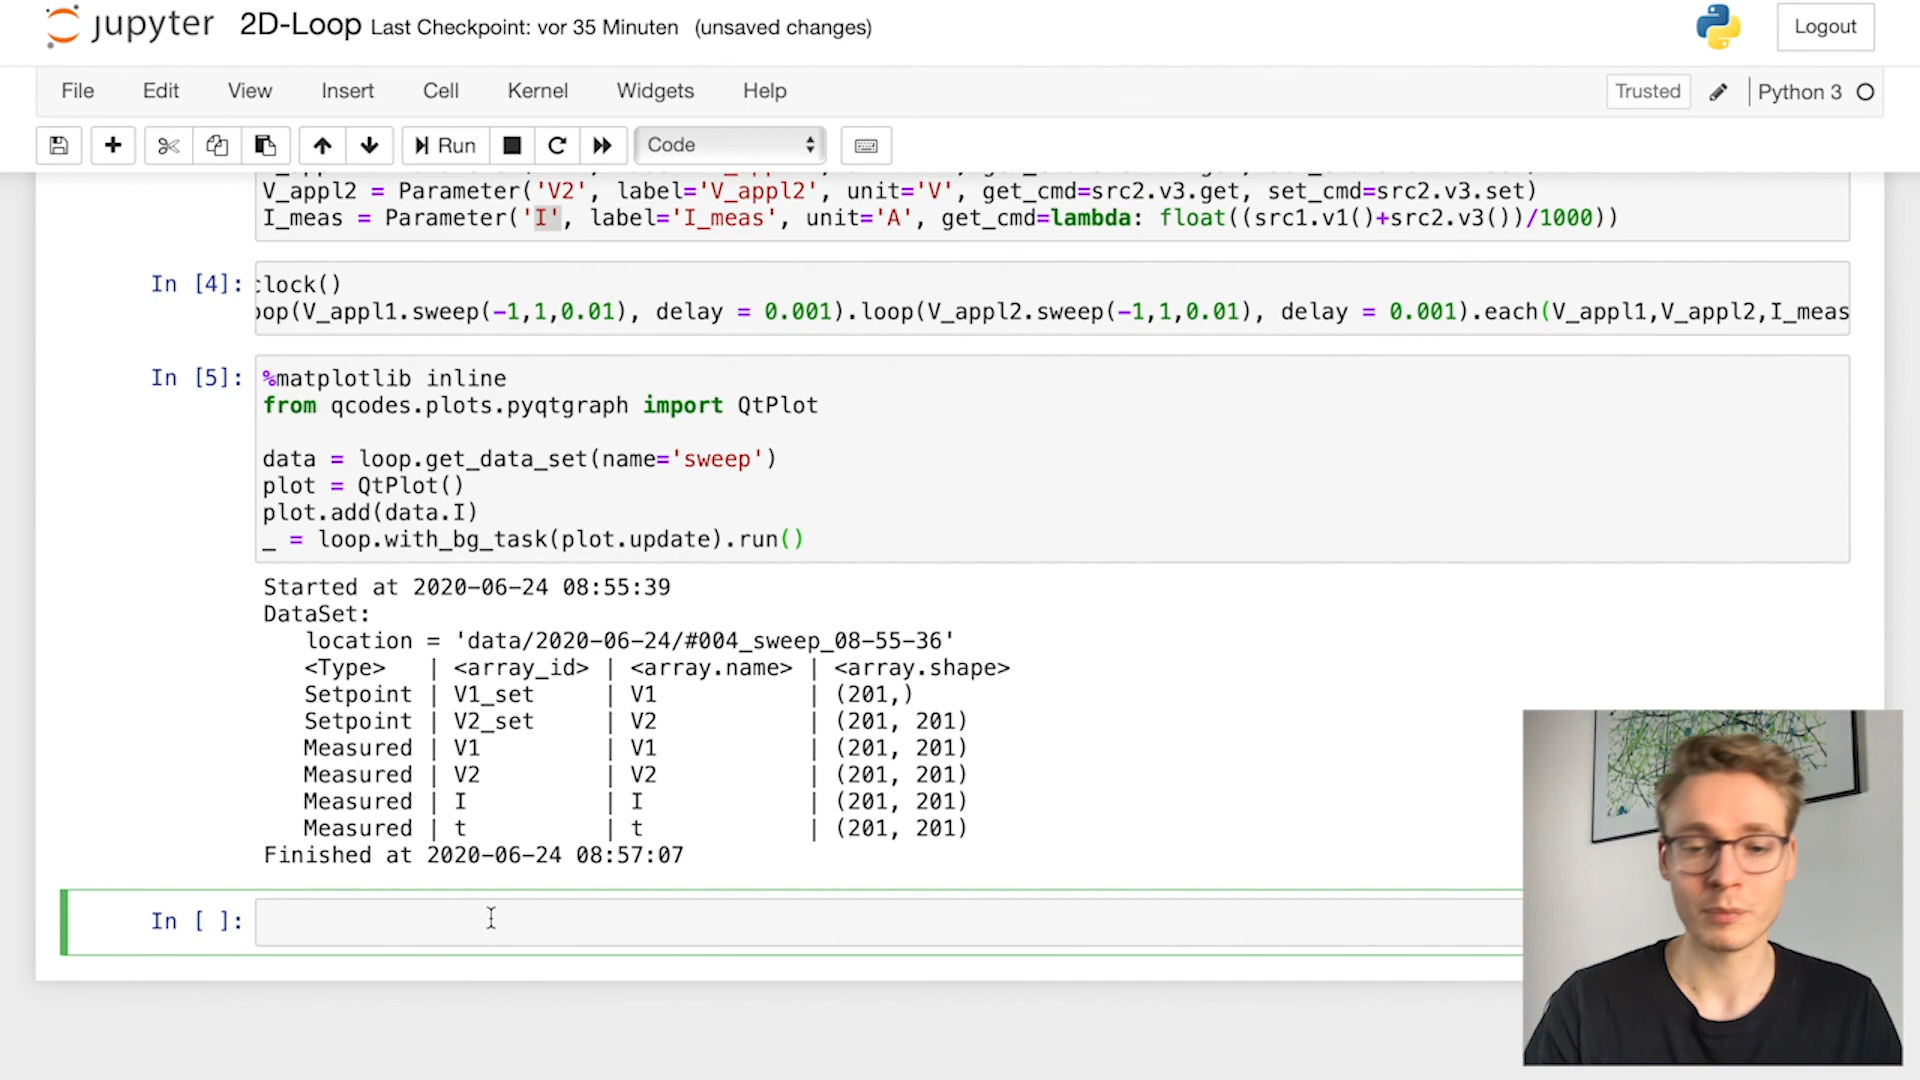 jupyter 2D-Loop Last Checkpoint: vor 35 Minuten (unsaved changes) Logout
File Edit View Insert Cell Kernel Widgets Help Trusted Python 3
Run Code
V_appl2 = Parameter('V2', label='V_appl2', unit='V', get_cmd=src2.v3.get, set_cmd=src2.v3.set)
I_meas = Parameter('I', label='I_meas', unit='A', get_cmd=lambda: float((src1.v1()+src2.v3())/1000))
In [4]: clock()
oop(V_appl1.sweep(-1,1,0.01), delay = 0.001).loop(V_appl2.sweep(-1,1,0.01), delay = 0.001).each(V_appl1,V_appl2,I_meas
In [5]: %matplotlib inline
from qcodes.plots.pyqtgraph import QtPlot
data = loop.get_data_set(name='sweep')
plot = QtPlot()
plot.add(data.I)
_ = loop.with_bg_task(plot.update).run()
Started at 2020-06-24 08:55:39
DataSet:
location = 'data/2020-06-24/#004_sweep_08-55-36'
<Type> | <array_id> | <array.name> | <array.shape>
Setpoint | V1_set | V1 | (201,)
Setpoint | V2_set | V2 | (201, 201)
Measured | V1 | V1 | (201, 201)
Measured | V2 | V2 | (201, 201)
Measured | I | I | (201, 201)
Measured | t | t | (201, 201)
Finished at 2020-06-24 08:57:07
In [ ]: